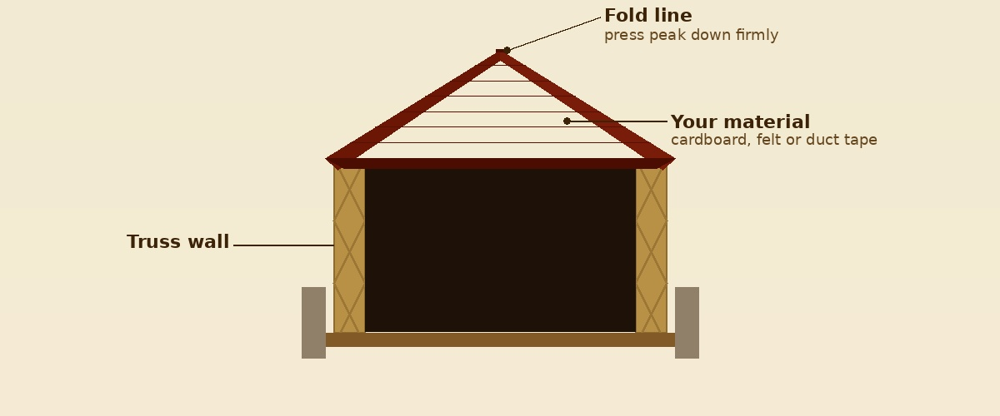 Fold line
press peak down firmly
Your material
cardboard, felt or duct tape
Truss wall